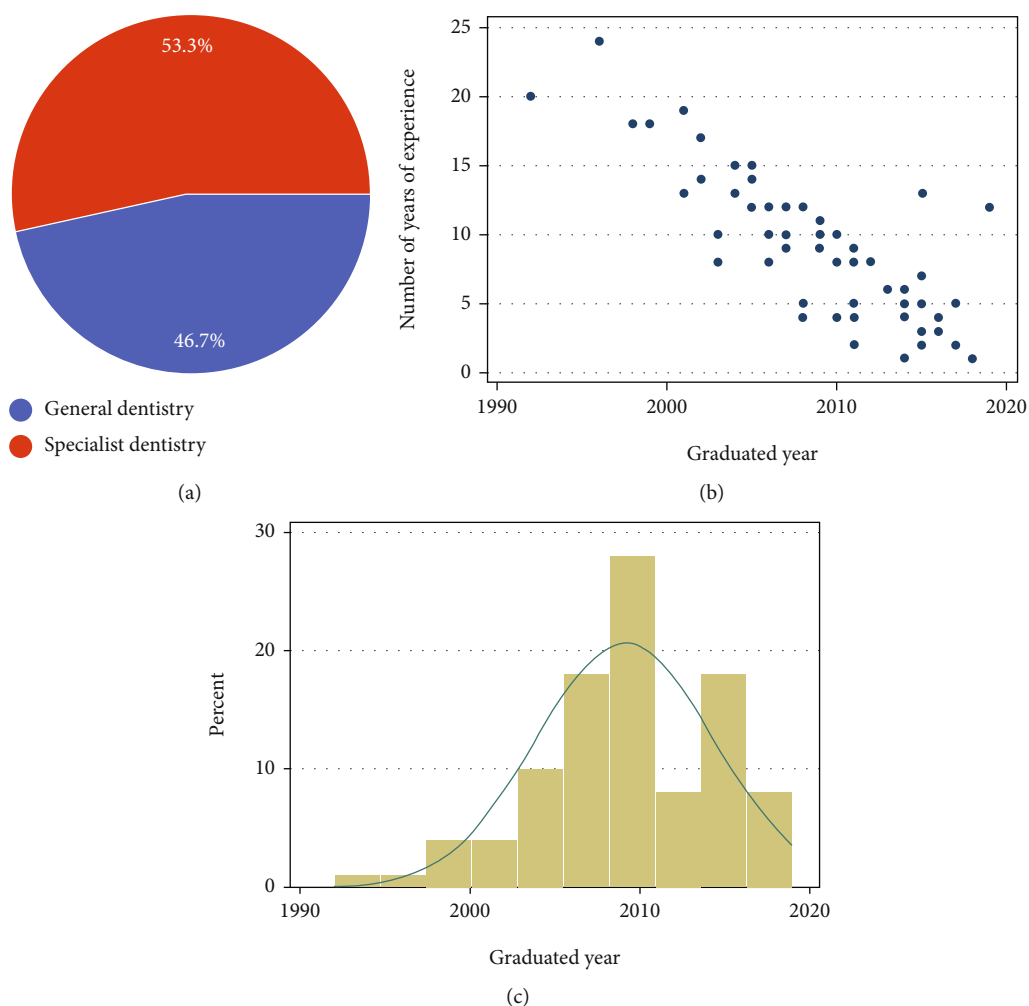 53.3%
46.7%
General dentistry
Specialist dentistry
(a)
25
20
15
10
5
0
Number of years of experience
1990
2000
2010
2020
Graduated year
(b)
30
20
10
0
Percent
1990
2000
2010
2020
Graduated year
(c)